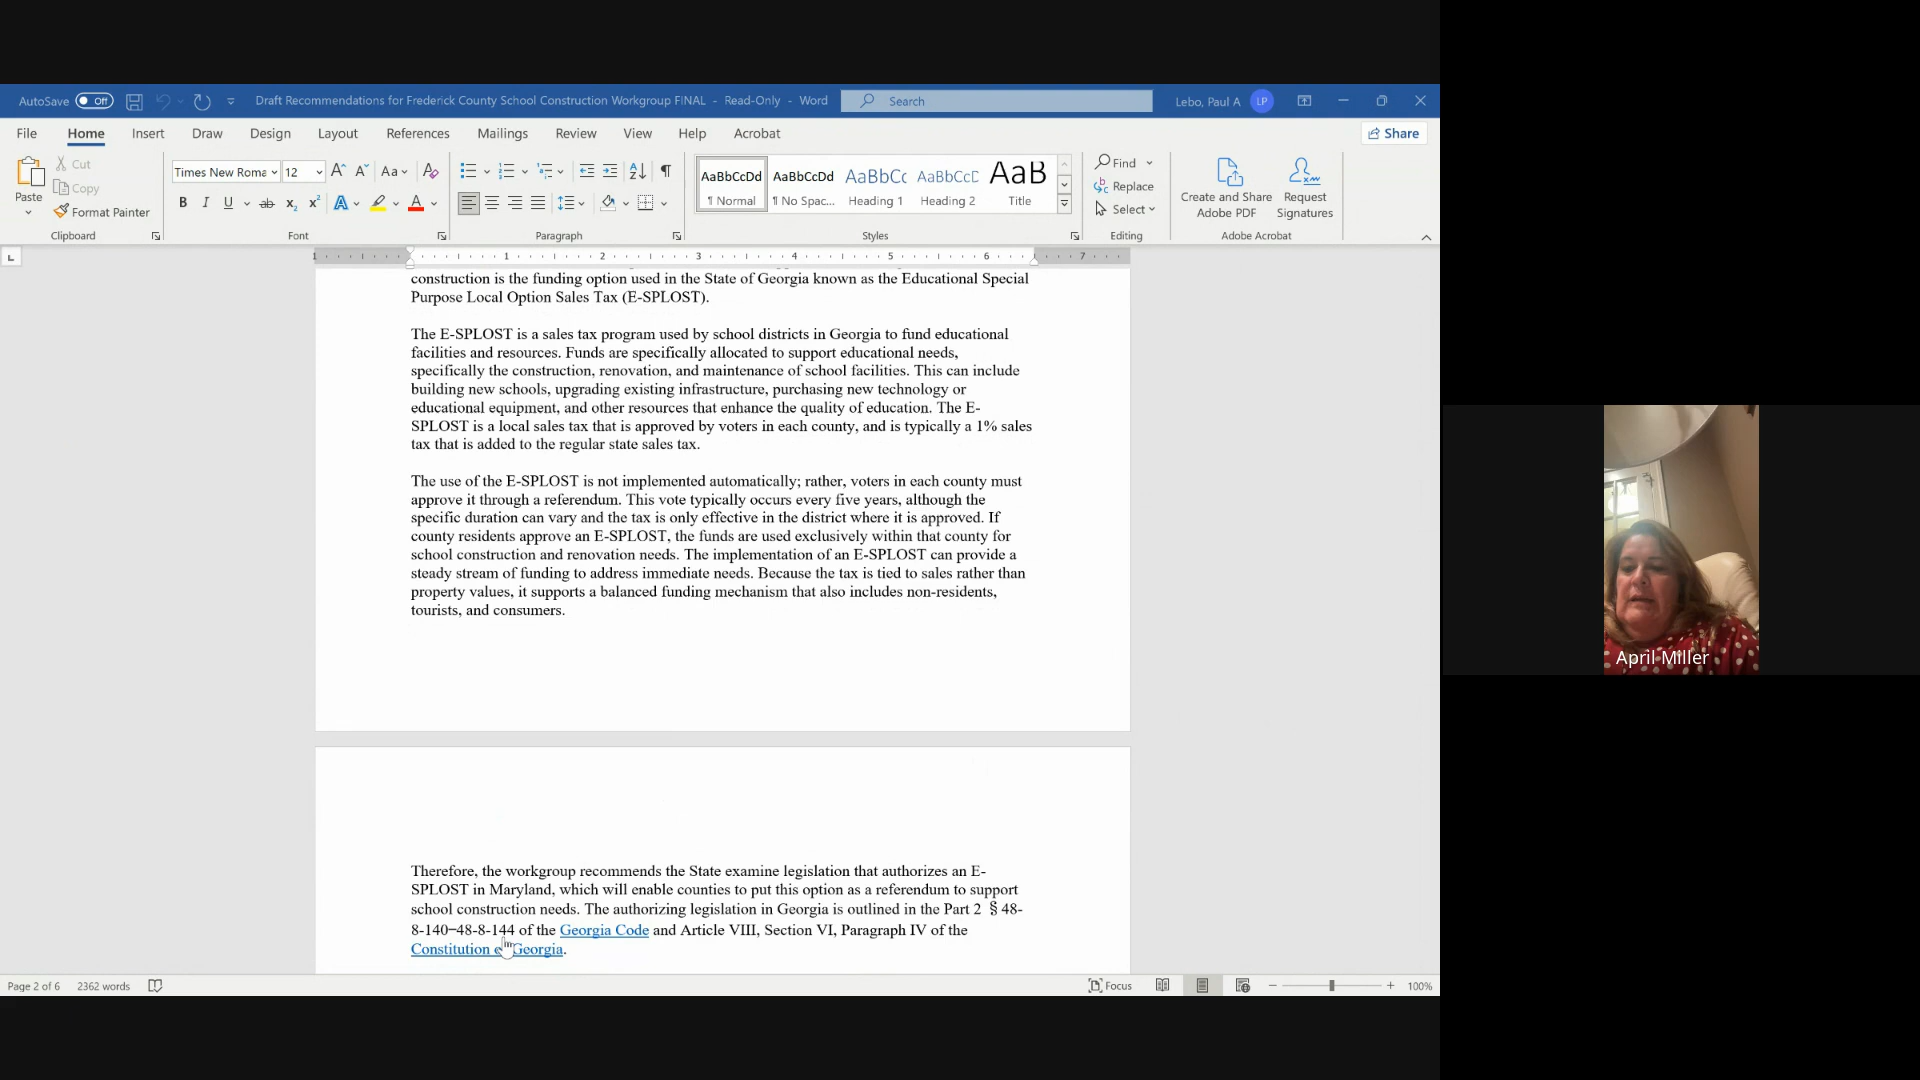 AutoSave Off Draft Recommendations for Frederick County School Construction Workgroup FINAL - Read-Only - Word Search Lebo, Paul A LP
File Home Insert Draw Design Layout References Mailings Review View Help Acrobat Share
Paste Cut Copy Format Painter
Times New Roma 12
AaBbCcDd AaBbCcDd AaBbCc AaBbCcD AaB
¶ Normal ¶ No Spac... Heading 1 Heading 2 Title
Find Replace Select
Create and Share Adobe PDF Request Signatures
Clipboard Font Paragraph Styles Editing Adobe Acrobat
1 1 2 3 4 5 6 7
construction is the funding option used in the State of Georgia known as the Educational Special
Purpose Local Option Sales Tax (E-SPLOST).
The E-SPLOST is a sales tax program used by school districts in Georgia to fund educational
facilities and resources. Funds are specifically allocated to support educational needs,
specifically the construction, renovation, and maintenance of school facilities. This can include
building new schools, upgrading existing infrastructure, purchasing new technology or
educational equipment, and other resources that enhance the quality of education. The E-
SPLOST is a local sales tax that is approved by voters in each county, and is typically a 1% sales
tax that is added to the regular state sales tax.
The use of the E-SPLOST is not implemented automatically; rather, voters in each county must
approve it through a referendum. This vote typically occurs every five years, although the
specific duration can vary and the tax is only effective in the district where it is approved. If
county residents approve an E-SPLOST, the funds are used exclusively within that county for
school construction and renovation needs. The implementation of an E-SPLOST can provide a
steady stream of funding to address immediate needs. Because the tax is tied to sales rather than
property values, it supports a balanced funding mechanism that also includes non-residents,
tourists, and consumers.
Therefore, the workgroup recommends the State examine legislation that authorizes an E-
SPLOST in Maryland, which will enable counties to put this option as a referendum to support
school construction needs. The authorizing legislation in Georgia is outlined in the Part 2 § 48-
8-140–48-8-144 of the Georgia Code and Article VIII, Section VI, Paragraph IV of the
Constitution Georgia.
Page 2 of 6 2362 words Focus 100%
April Miller